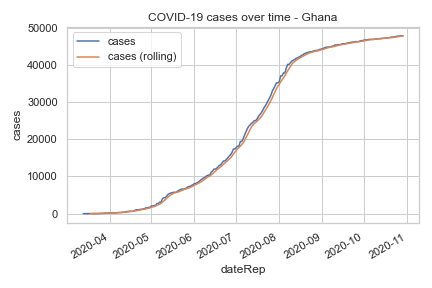 COVID-19 cases over time - Ghana
cases
cases (rolling)
50000
40000
30000
20000
10000
0
cases
2020-04
2020-05
2020-06
2020-07
2020-08
2020-09
2020-10
2020-11
dateRep